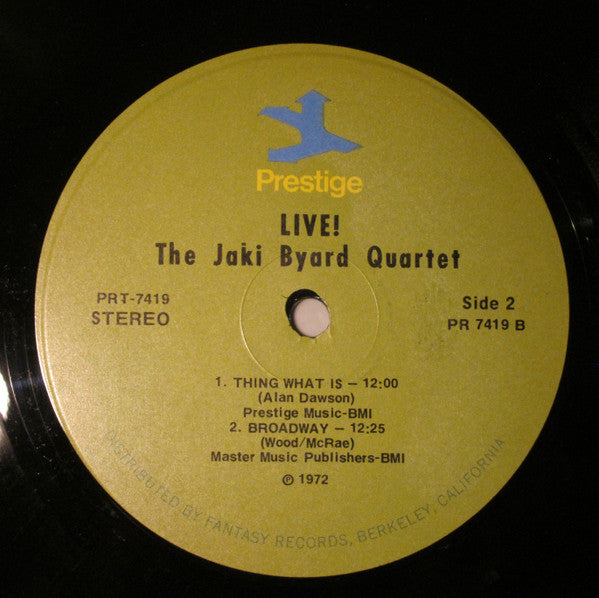 Prestige
LIVE!
The Jaki Byard Quartet
PRT-7419
STEREO
Side 2
PR 7419 B
1. THING WHAT IS – 12:00
(Alan Dawson)
Prestige Music-BMI
2. BROADWAY – 12:25
(Wood/McRae)
Master Music Publishers-BMI
℗ 1972
DISTRIBUTED BY FANTASY RECORDS, BERKELEY, CALIFORNIA